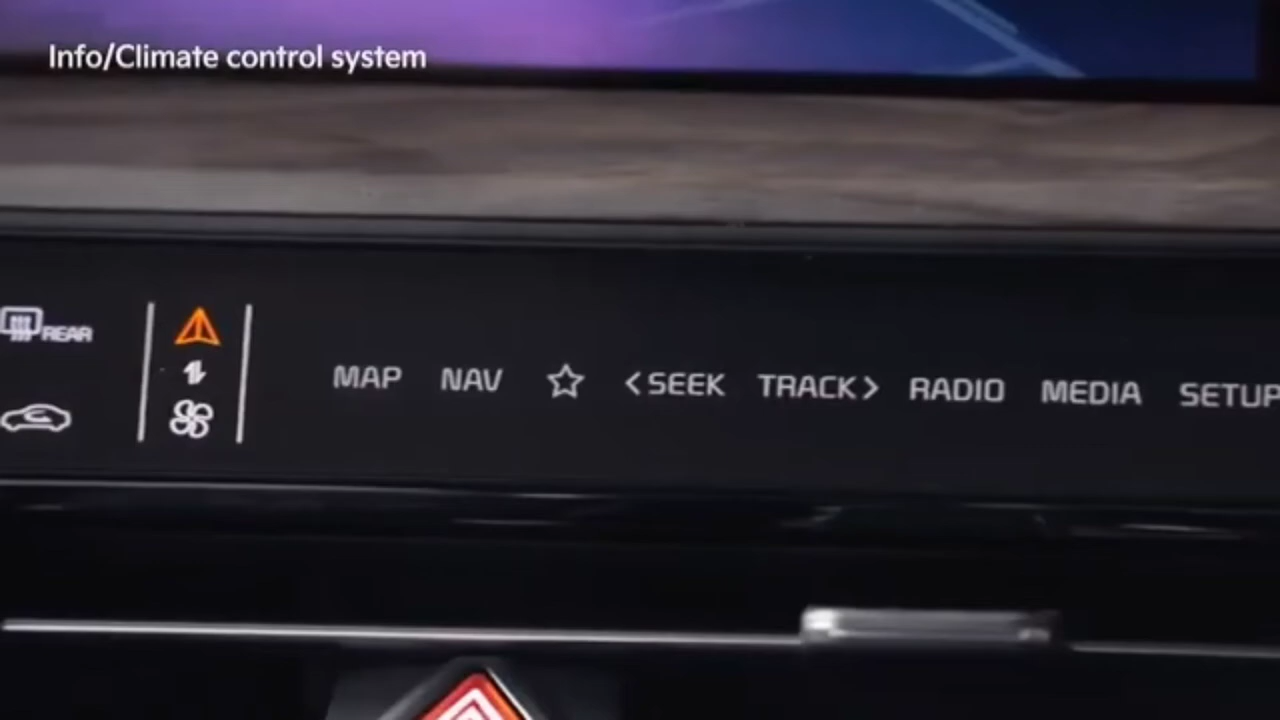 Info/Climate control system
REAR
MAP NAV <SEEK TRACK> RADIO MEDIA SETUP